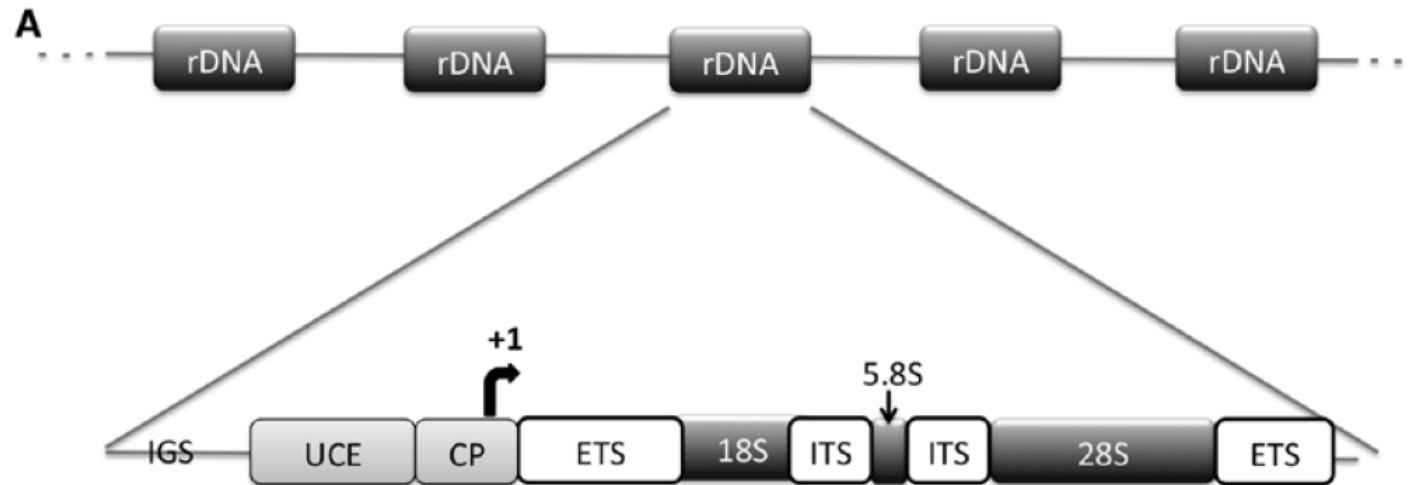 A
rDNA rDNA rDNA rDNA rDNA
+1
5.8S
IGS UCE CP ETS 18S ITS ITS 28S ETS